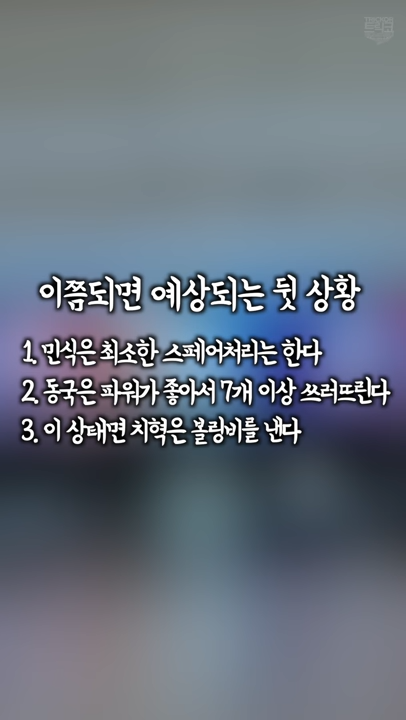 이쯤되면 예상되는 뒷 상황
1. 민식은 최소한 스페어처리는 한다
2. 동국은 파워가 좋아서 7개 이상 쓰러뜨린다
3. 이 상태면 치혁은 볼링비를 낸다